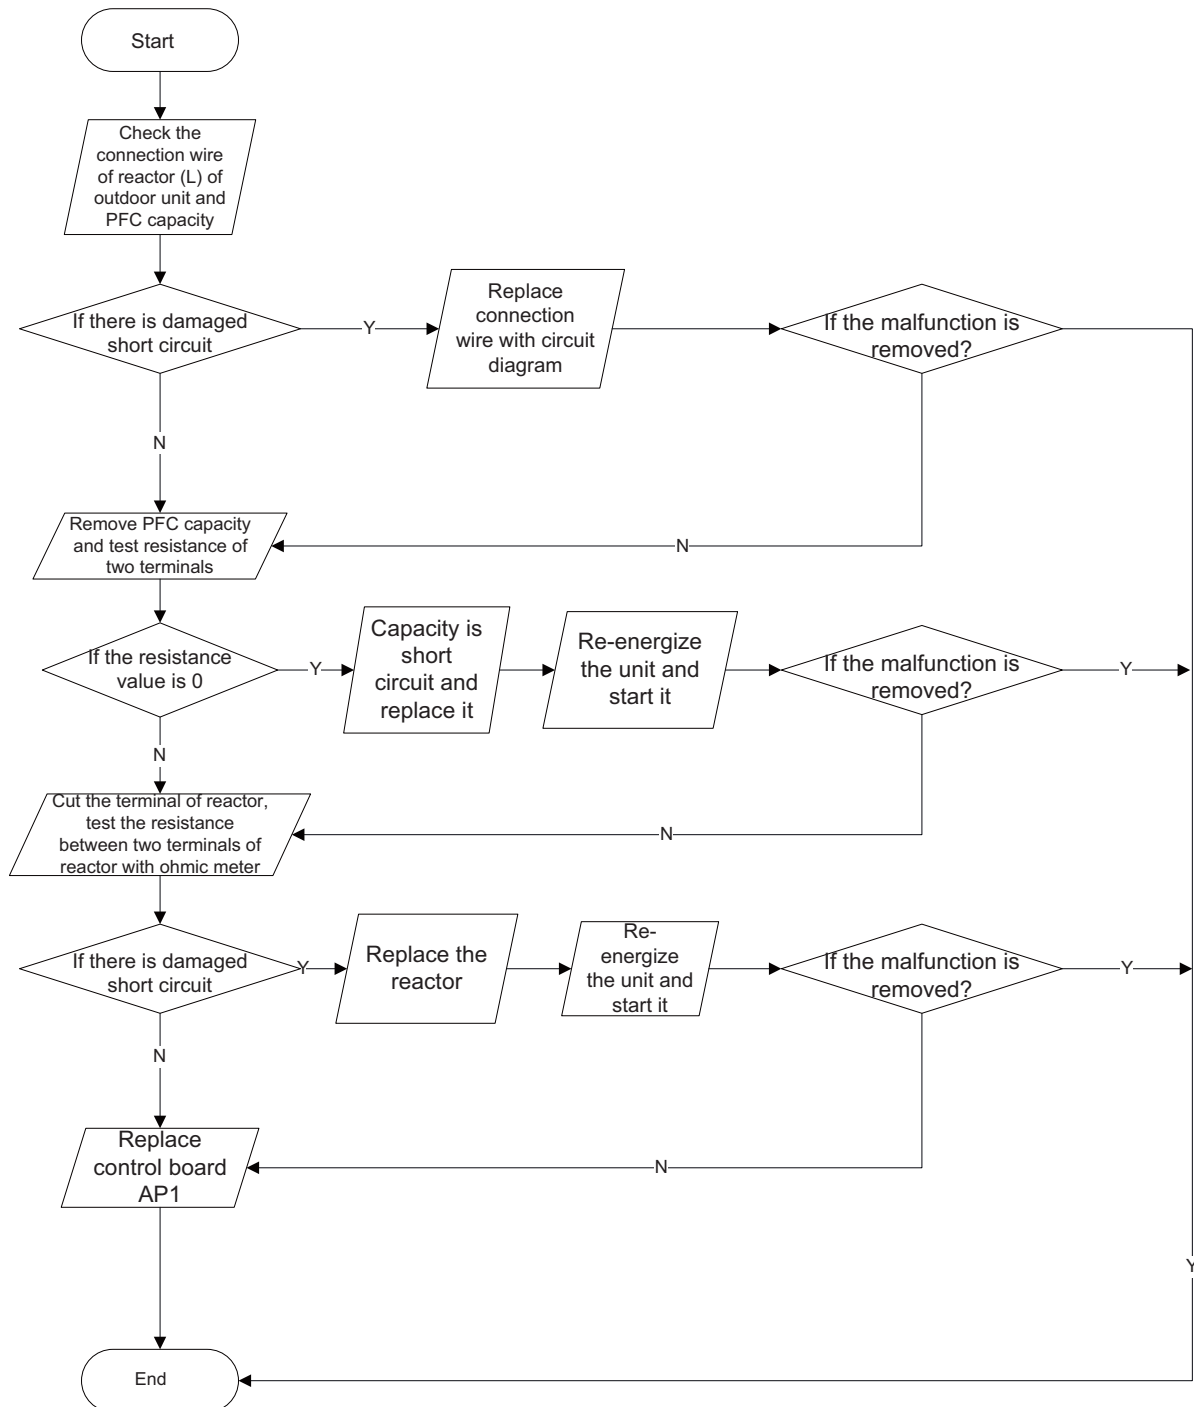 Start
Check the
connection wire
of reactor (L) of
outdoor unit and
PFC capacity
If there is damaged
short circuit
Y
Replace
connection
wire with circuit
diagram
If the malfunction is
removed?
N
Remove PFC capacity
and test resistance of
two terminals
N
If the resistance
value is 0
Y
Capacity is
short
circuit and
replace it
Re-energize
the unit and
start it
If the malfunction is
removed?
Y
N
Cut the terminal of reactor,
test the resistance
between two terminals of
reactor with ohmic meter
N
If there is damaged
short circuit
Y
Replace the
reactor
Re-
energize
the unit and
start it
If the malfunction is
removed?
Y
N
Replace
control board
AP1
N
Y
End